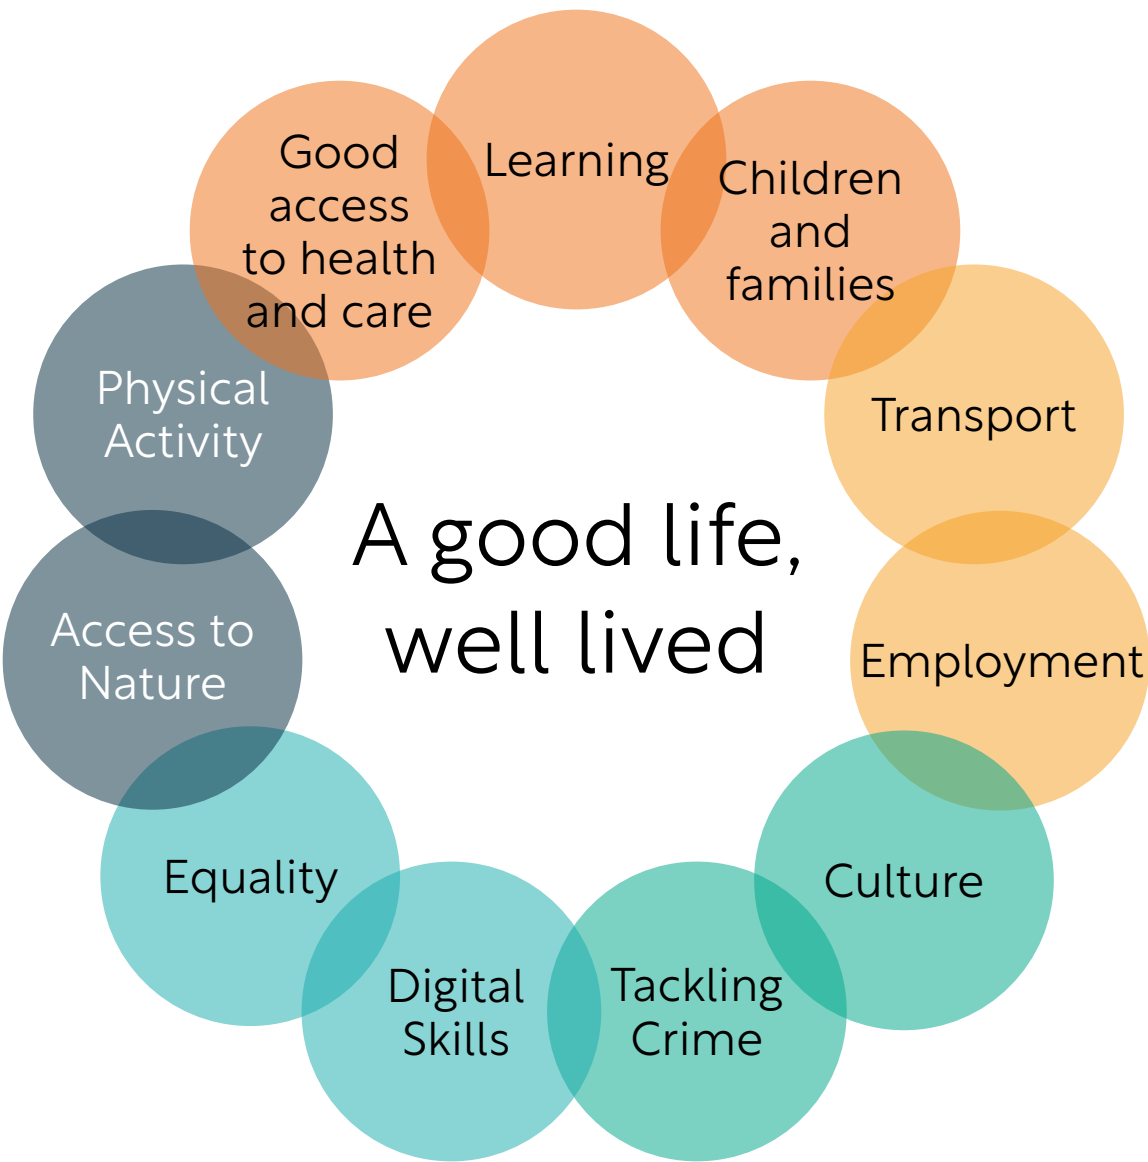 Learning
Good
access
to health
and care
Children
and
families
Physical
Activity
Transport
A good life,
well lived
Access to
Nature
Employment
Equality
Culture
Digital
Skills
Tackling
Crime